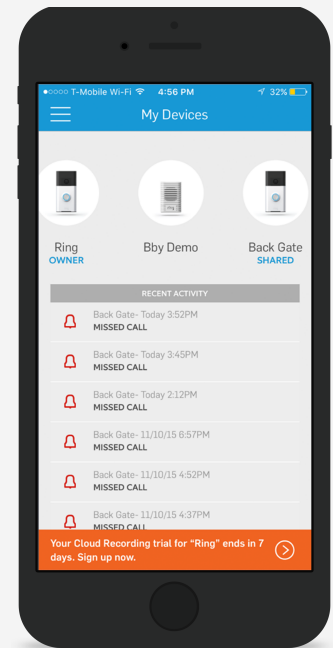 T-Mobile Wi-Fi 4:56 PM 32%
My Devices
Ring Bby Demo Back Gate
OWNER SHARED
RECENT ACTIVITY
Back Gate- Today 3:52PM
MISSED CALL
Back Gate- Today 3:45PM
MISSED CALL
Back Gate- Today 2:12PM
MISSED CALL
Back Gate- 11/10/15 6:57PM
MISSED CALL
Back Gate- 11/10/15 4:52PM
MISSED CALL
Back Gate- 11/10/15 4:37PM
MISSED CALL
Your Cloud Recording trial for “Ring” ends in 7
days. Sign up now.